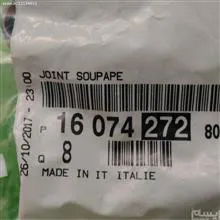 JOINT SOUPAPE
26/10/2017 - 23:00
P 16 074 272 80
Q 8
MADE IN IT ITALIE